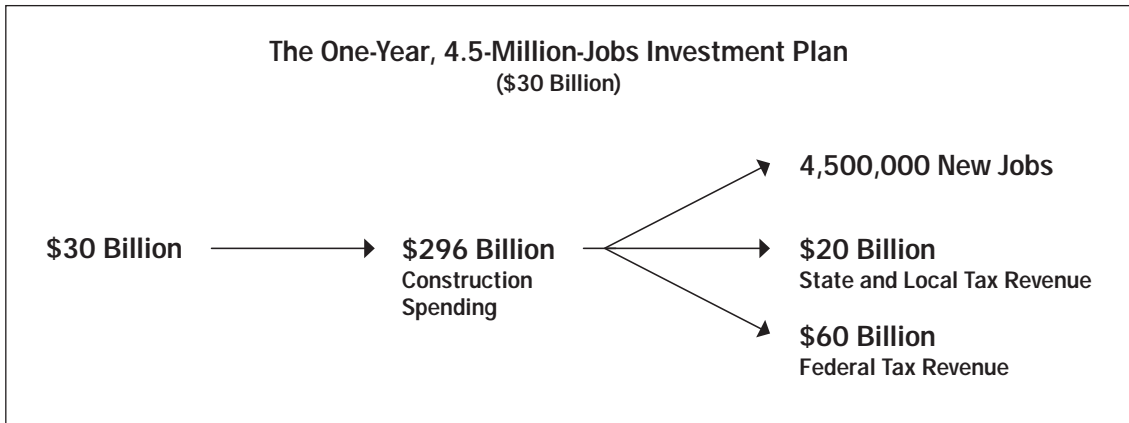 The One-Year, 4.5-Million-Jobs Investment Plan
($30 Billion)
$30 Billion
$296 Billion
Construction
Spending
4,500,000 New Jobs
$20 Billion
State and Local Tax Revenue
$60 Billion
Federal Tax Revenue